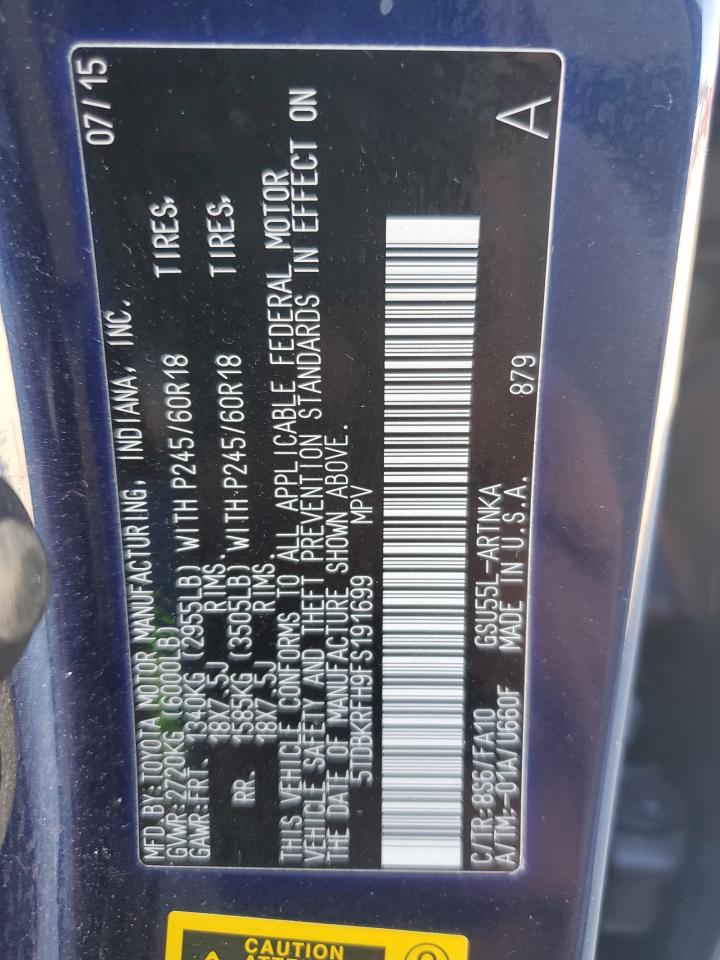 MFD BY:TOYOTA MOTOR MANUFACTURING, INDIANA, INC. 07/15
GVWR:2720KG (6000LB)
GAWR:FRT. 1340KG (2955LB) WITH P245/60R18 TIRES,
18X7.5J RIMS.
RR. 1585KG (3505LB) WITH P245/60R18 TIRES,
18X7.5J RIMS.
THIS VEHICLE CONFORMS TO ALL APPLICABLE FEDERAL MOTOR
VEHICLE SAFETY AND THEFT PREVENTION STANDARDS IN EFFECT ON
THE DATE OF MANUFACTURE SHOWN ABOVE.
5TDBKRFH9FS191699 MPV
C/TR:8S6/FA10 GSU55L-ARTNKA
A/TM:-01A/U660F MADE IN U.S.A. 879 A
CAUTION